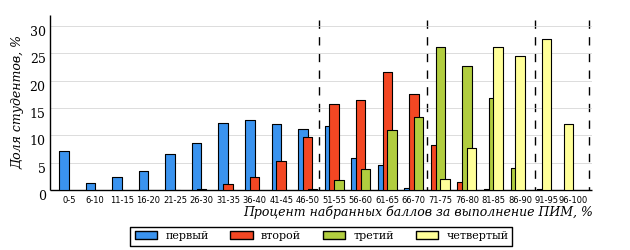 Доля студентов, %
30
25
20
15
10
5
0
0-5 6-10 11-15 16-20 21-25 26-30 31-35 36-40 41-45 46-50 51-55 56-60 61-65 66-70 71-75 76-80 81-85 86-90 91-95 96-100
Процент набранных баллов за выполнение ПИМ, %
первый второй третий четвертый